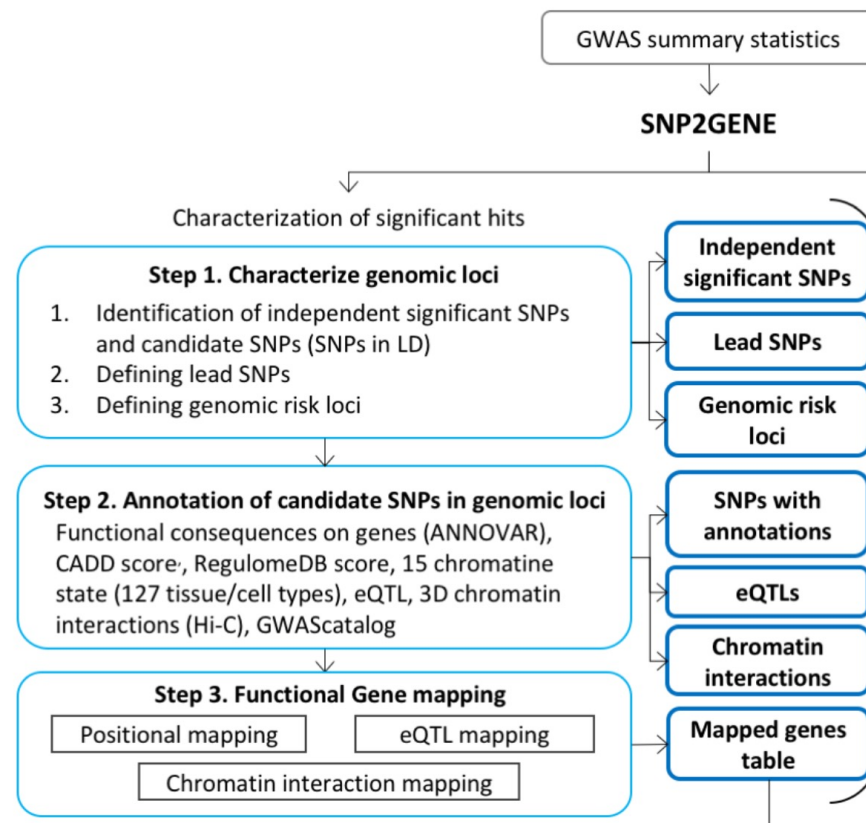 GWAS summary statistics
SNP2GENE
Characterization of significant hits
Step 1. Characterize genomic loci
1. Identification of independent significant SNPs
and candidate SNPs (SNPs in LD)
2. Defining lead SNPs
3. Defining genomic risk loci
Independent
significant SNPs
Lead SNPs
Genomic risk
loci
Step 2. Annotation of candidate SNPs in genomic loci
Functional consequences on genes (ANNOVAR),
CADD score, RegulomeDB score, 15 chromatine
state (127 tissue/cell types), eQTL, 3D chromatin
interactions (Hi-C), GWAScatalog
SNPs with
annotations
eQTLs
Chromatin
interactions
Step 3. Functional Gene mapping
Positional mapping
eQTL mapping
Chromatin interaction mapping
Mapped genes
table